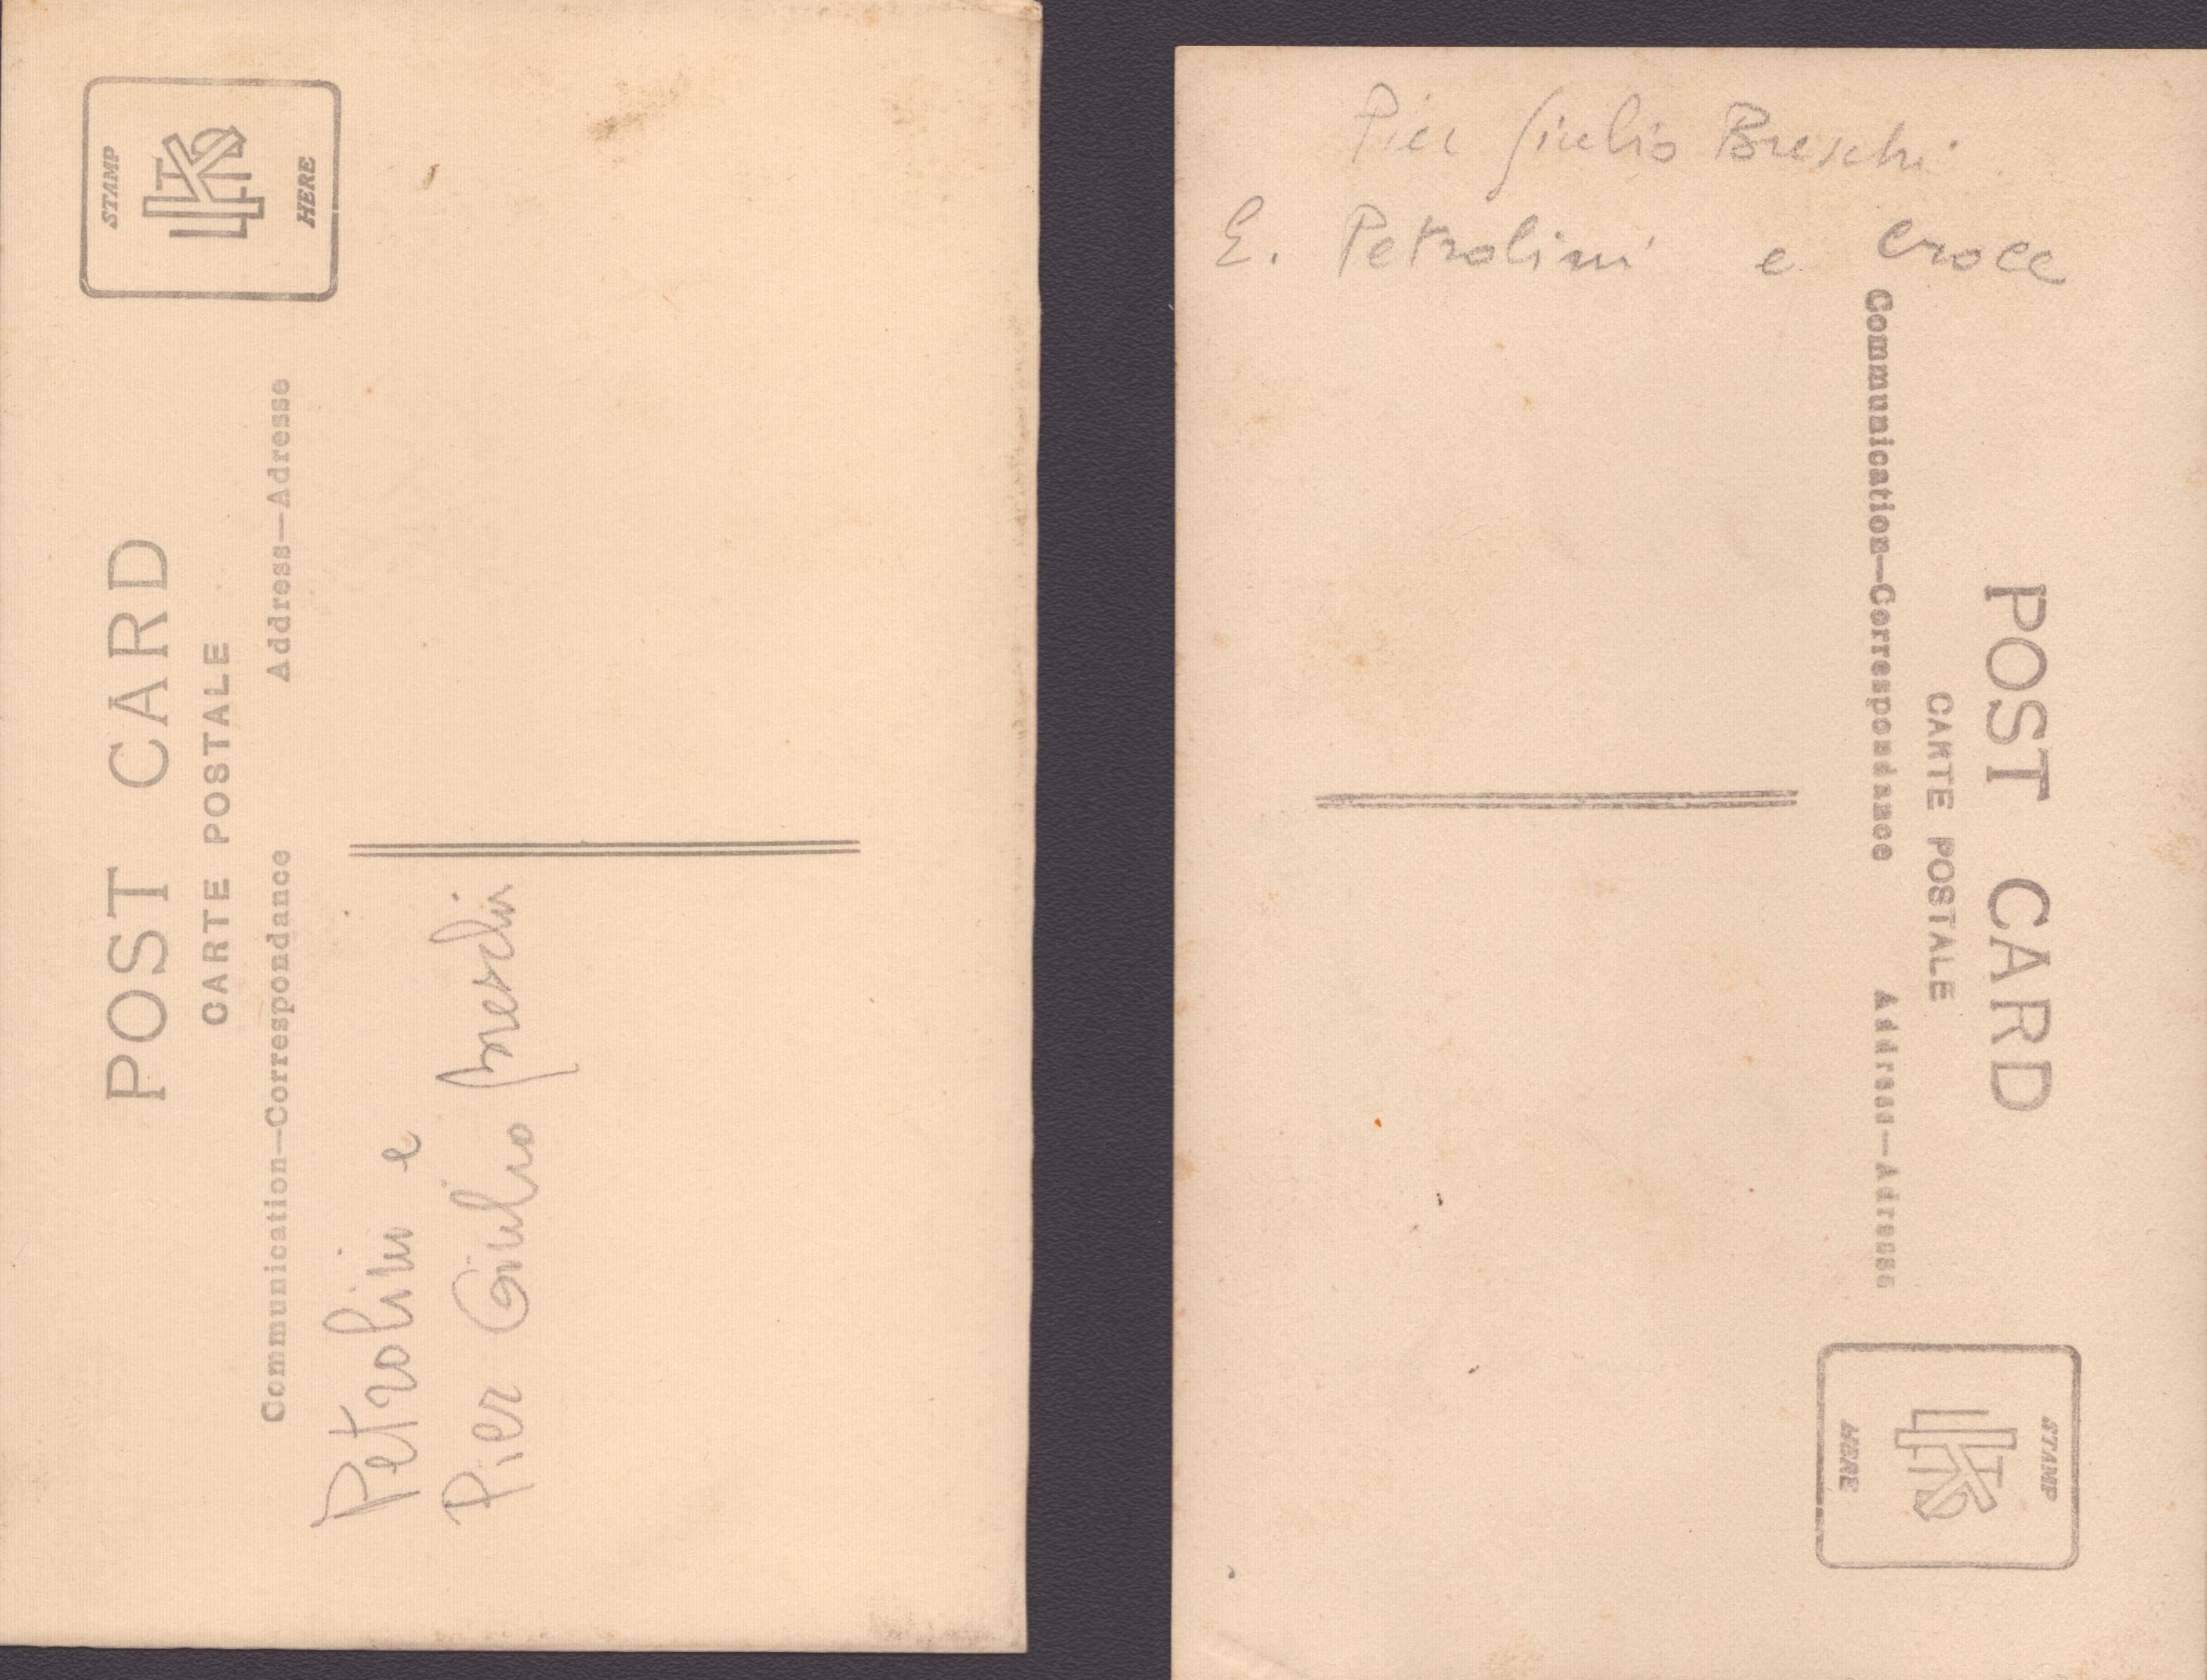 POST CARD
CARTE POSTALE
Communication—Correspondance
Address—Adresse
STAMP
HERE
Petrolini e
Pier Giulio Breschi
Pier Giulio Breschi
E. Petrolini e Croce
POST CARD
CARTE POSTALE
Communication—Correspondance
Address—Adresse
STAMP
HERE